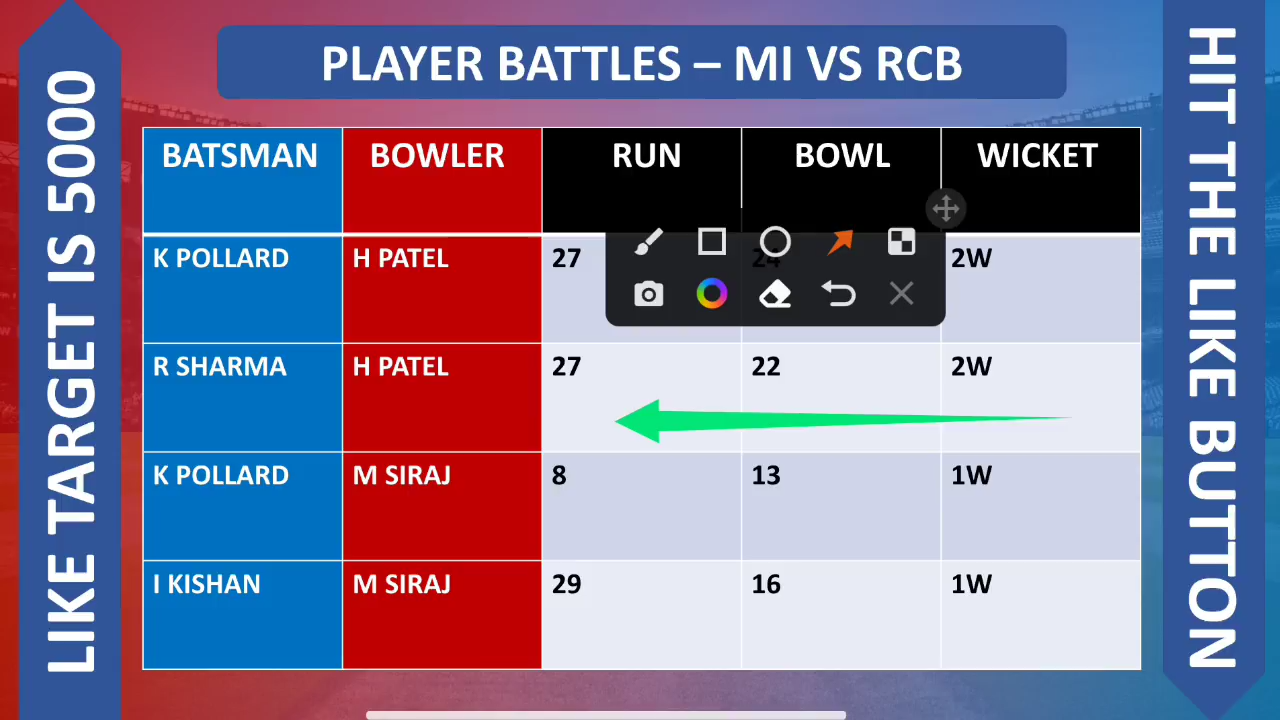 LIKE TARGET IS 5000
PLAYER BATTLES – MI VS RCB
HIT THE LIKE BUTTON
BATSMAN BOWLER RUN BOWL WICKET
K POLLARD H PATEL 27 24 2W
R SHARMA H PATEL 27 22 2W
K POLLARD M SIRAJ 8 13 1W
I KISHAN M SIRAJ 29 16 1W